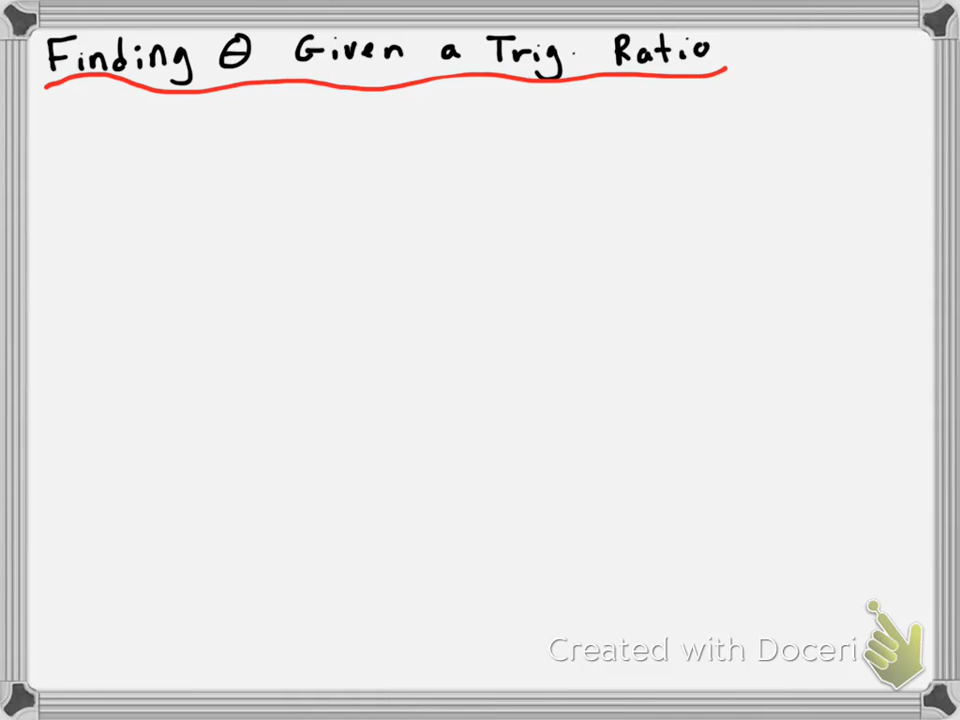 Finding θ Given a Trig. Ratio
Created with Doceri